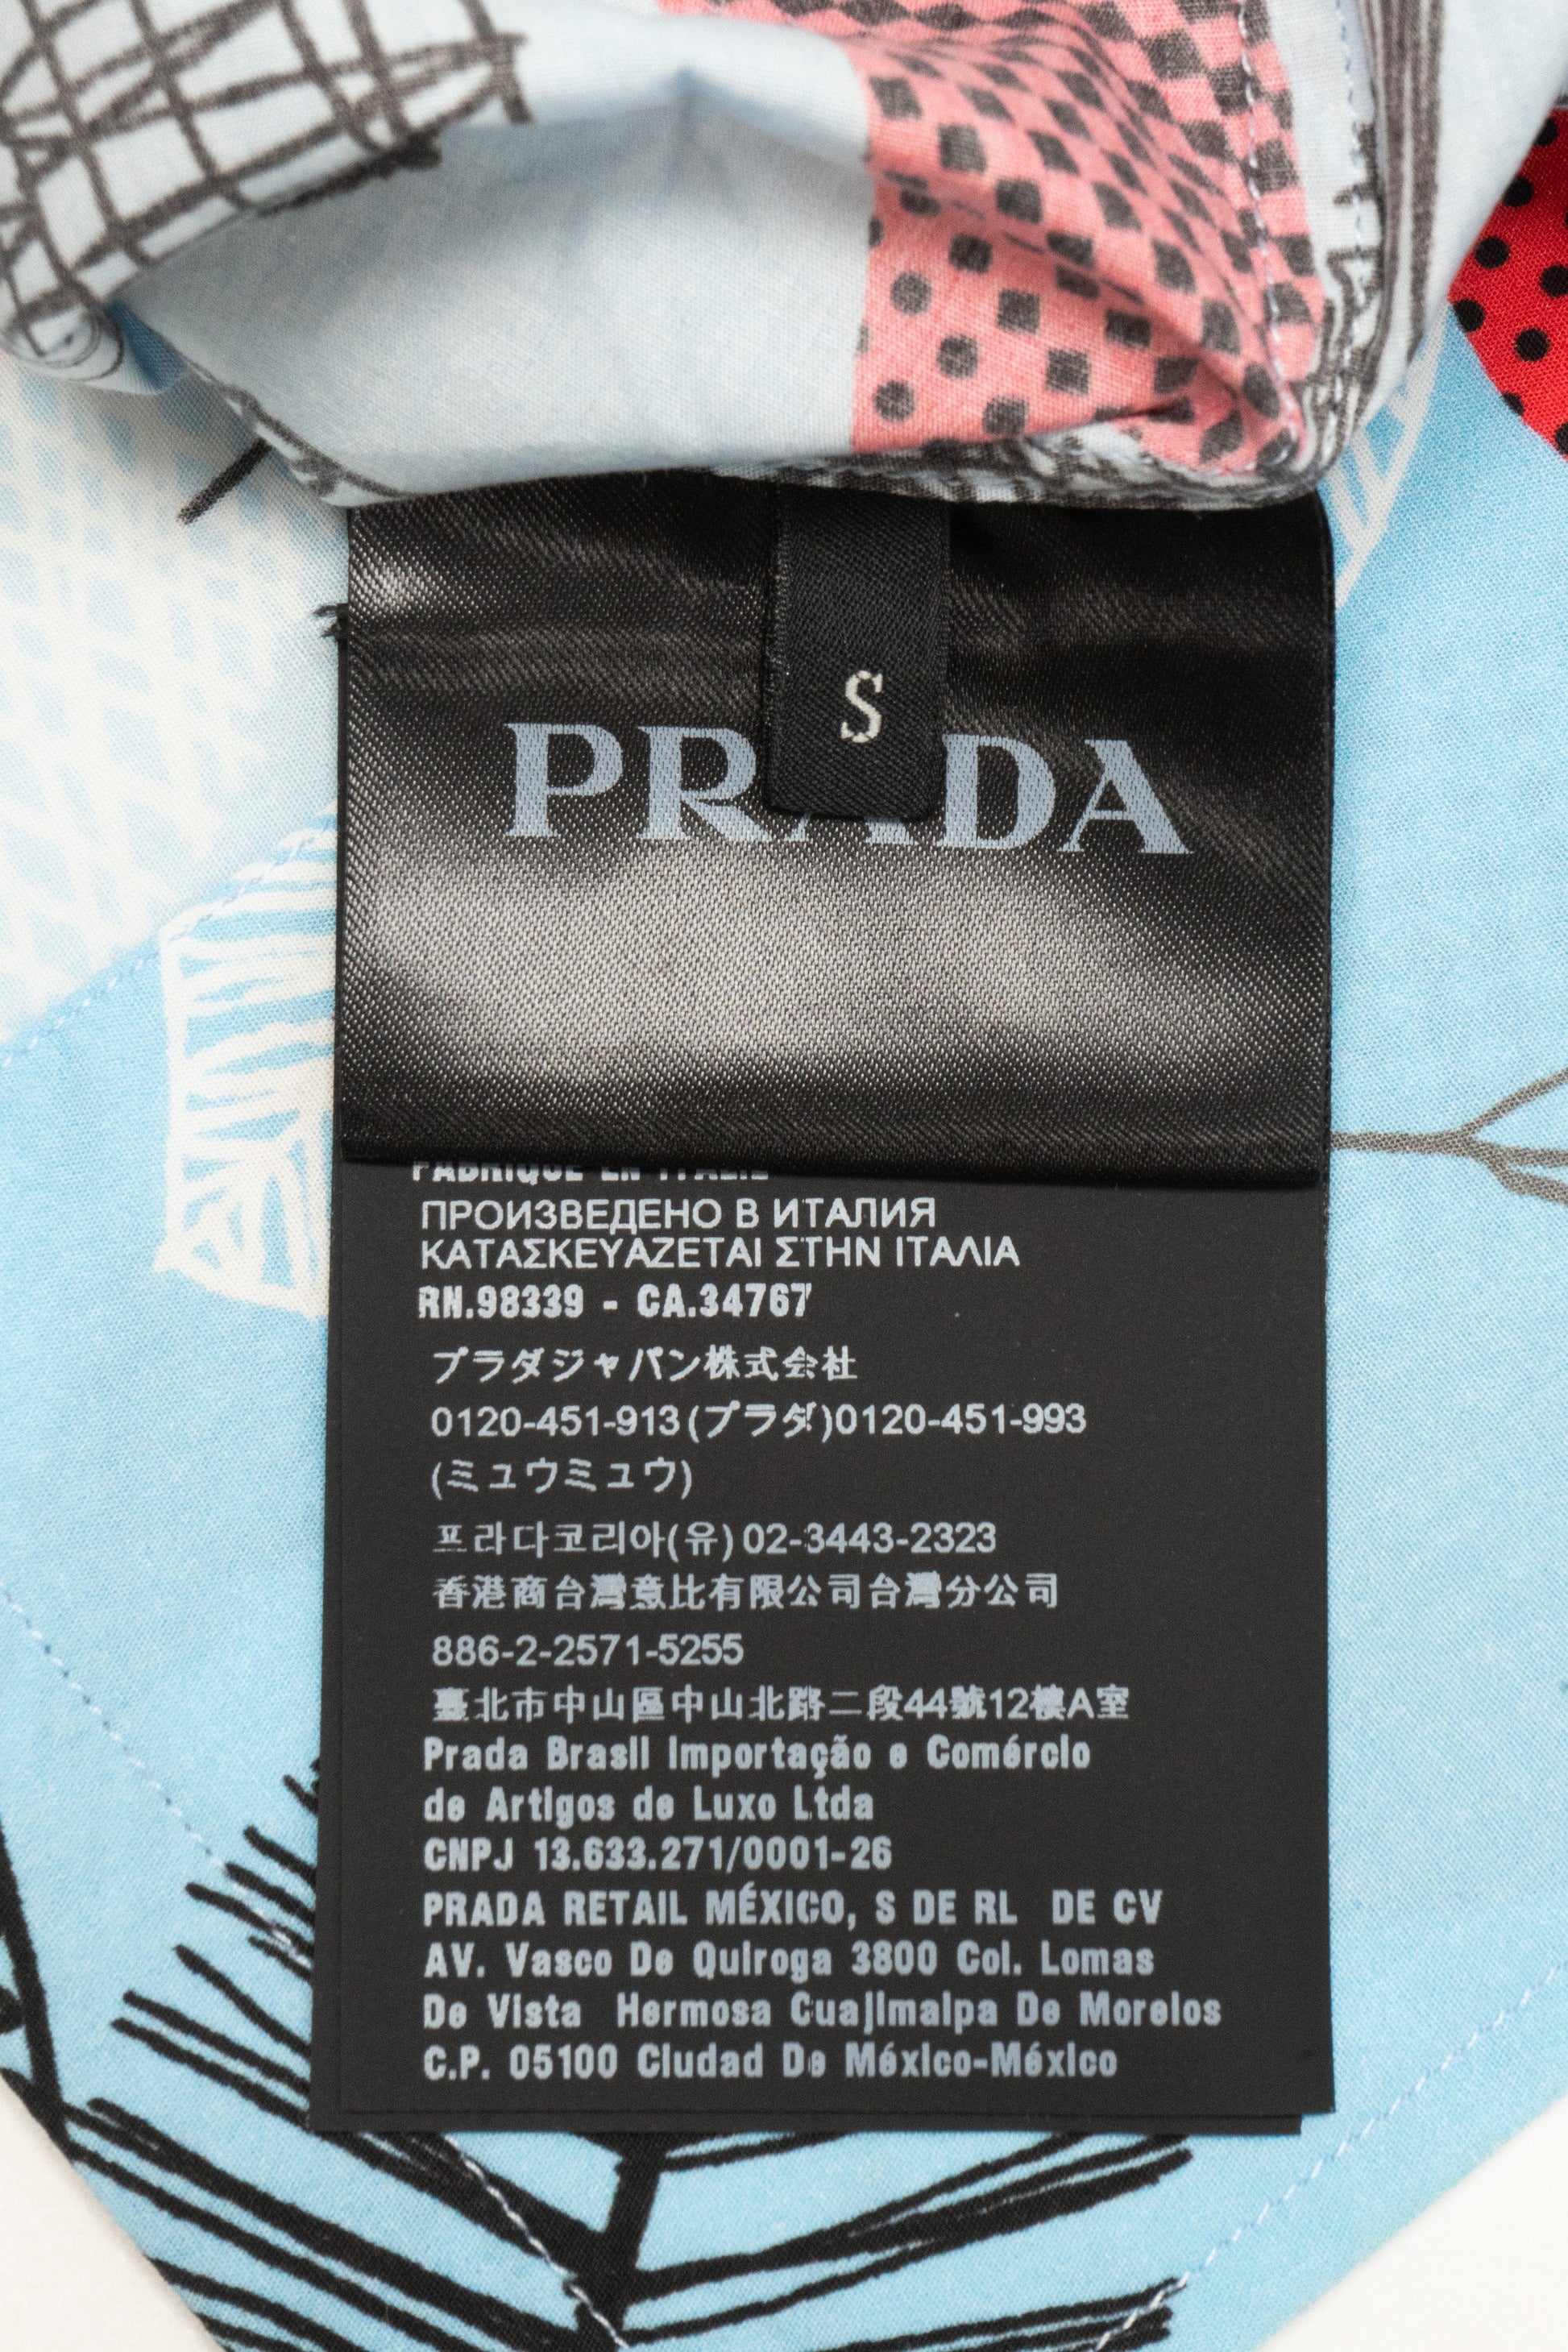 S
PRADA
FABRIQUÉ EN ITALIE
ПРОИЗВЕДЕНО В ИТАЛИЯ
ΚΑΤΑΣΚΕΥΑΖΕΤΑΙ ΣΤΗΝ ΙΤΑΛΙΑ
RN.98339 - CA.34767
プラダジャパン株式会社
0120-451-913(プラダ)0120-451-993
(ミュウミュウ)
프라다코리아(유)02-3443-2323
香港商台灣意比有限公司台灣分公司
886-2-2571-5255
臺北市中山區中山北路二段44號12樓A室
Prada Brasil Importação e Comércio
de Artigos de Luxo Ltda
CNPJ 13.633.271/0001-26
PRADA RETAIL MÉXICO, S DE RL DE CV
AV. Vasco De Quiroga 3800 Col. Lomas
De Vista Hermosa Cuajimalpa De Morelos
C.P. 05100 Ciudad De México-México